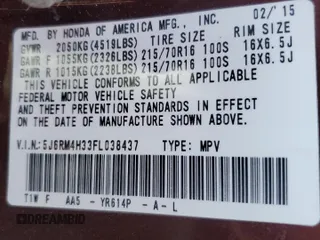 MFD. BY HONDA OF AMERICA MFG., INC. 02/'15
GVWR 2050KG(4519LBS) TIRE SIZE RIM SIZE
GAWR F 1055KG(2326LBS) 215/70R16 100S 16X6.5J
GAWR R 1015KG(2238LBS) 215/70R16 100S 16X6.5J
THIS VEHICLE CONFORMS TO ALL APPLICABLE
FEDERAL MOTOR VEHICLE SAFETY
AND THEFT PREVENTION STANDARDS IN EFFECT
ON THE DATE OF MANUFACTURE SHOWN ABOVE.
V.I.N.:5J6RM4H33FL038437 TYPE: MPV
TIW F AA5 - YR614P - A - L
DREAMBID